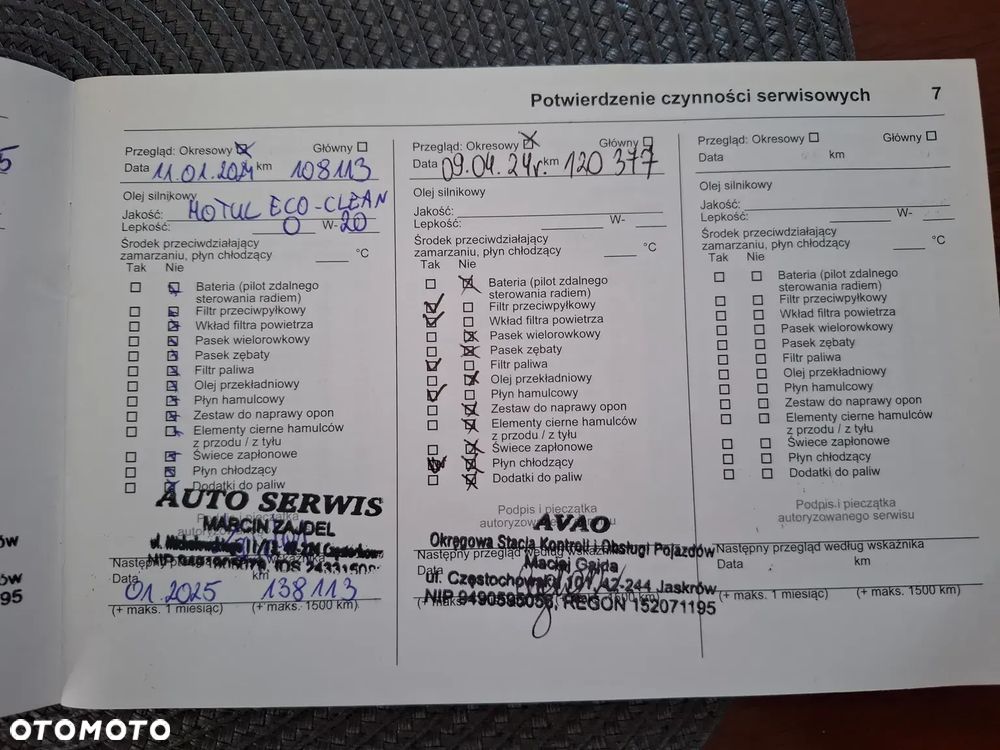 Potwierdzenie czynności serwisowych 7
5
Przegląd: Okresowy Główny
Data 11.01.2024 km 108113
Olej silnikowy
Jakość: MOTUL ECO-CLEAN
Lepkość: 0 W- 20
Środek przeciwdziałający
zamarzaniu, płyn chłodzący °C
Tak Nie
Bateria (pilot zdalnego
sterowania radiem)
Filtr przeciwpyłkowy
Wkład filtra powietrza
Pasek wielorowkowy
Pasek zębaty
Filtr paliwa
Olej przekładniowy
Płyn hamulcowy
Zestaw do naprawy opon
Elementy cierne hamulców
z przodu / z tyłu
Świece zapłonowe
Płyn chłodzący
Dodatki do paliw
AUTO SERWIS
MARCIN ZAJDEL
Data km
01.2025 138113
(+ maks. 1 miesiąc) (+ maks. 1500 km)
Przegląd: Okresowy Główny
Data 09.04.24r. km 120 377
Olej silnikowy
Jakość:
Lepkość: W-
Środek przeciwdziałający
zamarzaniu, płyn chłodzący °C
Tak Nie
Bateria (pilot zdalnego
sterowania radiem)
Filtr przeciwpyłkowy
Wkład filtra powietrza
Pasek wielorowkowy
Pasek zębaty
Filtr paliwa
Olej przekładniowy
Płyn hamulcowy
Zestaw do naprawy opon
Elementy cierne hamulców
z przodu / z tyłu
Świece zapłonowe
Płyn chłodzący
Dodatki do paliw
Podpis i pieczątka
autoryzowanego serwisu
AVAO
Okręgowa Stacja Kontroli i Obsługi Pojazdów
Następny przegląd według wskaźnika
Maciej Gajda
Data
ul. Częstochowska 101, 42-244 Jaskrów
NIP 9490595058, REGON 152071195
Przegląd: Okresowy Główny
Data km
Olej silnikowy
Jakość:
Lepkość: W-
Środek przeciwdziałający
zamarzaniu, płyn chłodzący °C
Tak Nie
Bateria (pilot zdalnego
sterowania radiem)
Filtr przeciwpyłkowy
Wkład filtra powietrza
Pasek wielorowkowy
Pasek zębaty
Filtr paliwa
Olej przekładniowy
Płyn hamulcowy
Zestaw do naprawy opon
Elementy cierne hamulców
z przodu / z tyłu
Świece zapłonowe
Płyn chłodzący
Dodatki do paliw
Podpis i pieczątka
autoryzowanego serwisu
Następny przegląd według wskaźnika
Data km
(+ maks. 1 miesiąc) (+ maks. 1500 km)
ów
ów
95
OTOMOTO